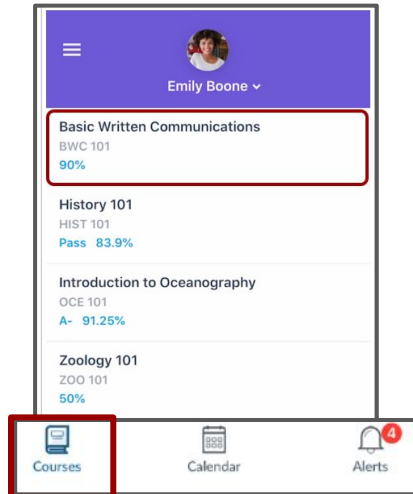 Emily Boone
Basic Written Communications
BWC 101
90%
History 101
HIST 101
Pass 83.9%
Introduction to Oceanography
OCE 101
A- 91.25%
Zoology 101
ZOO 101
50%
4
Courses Calendar Alerts